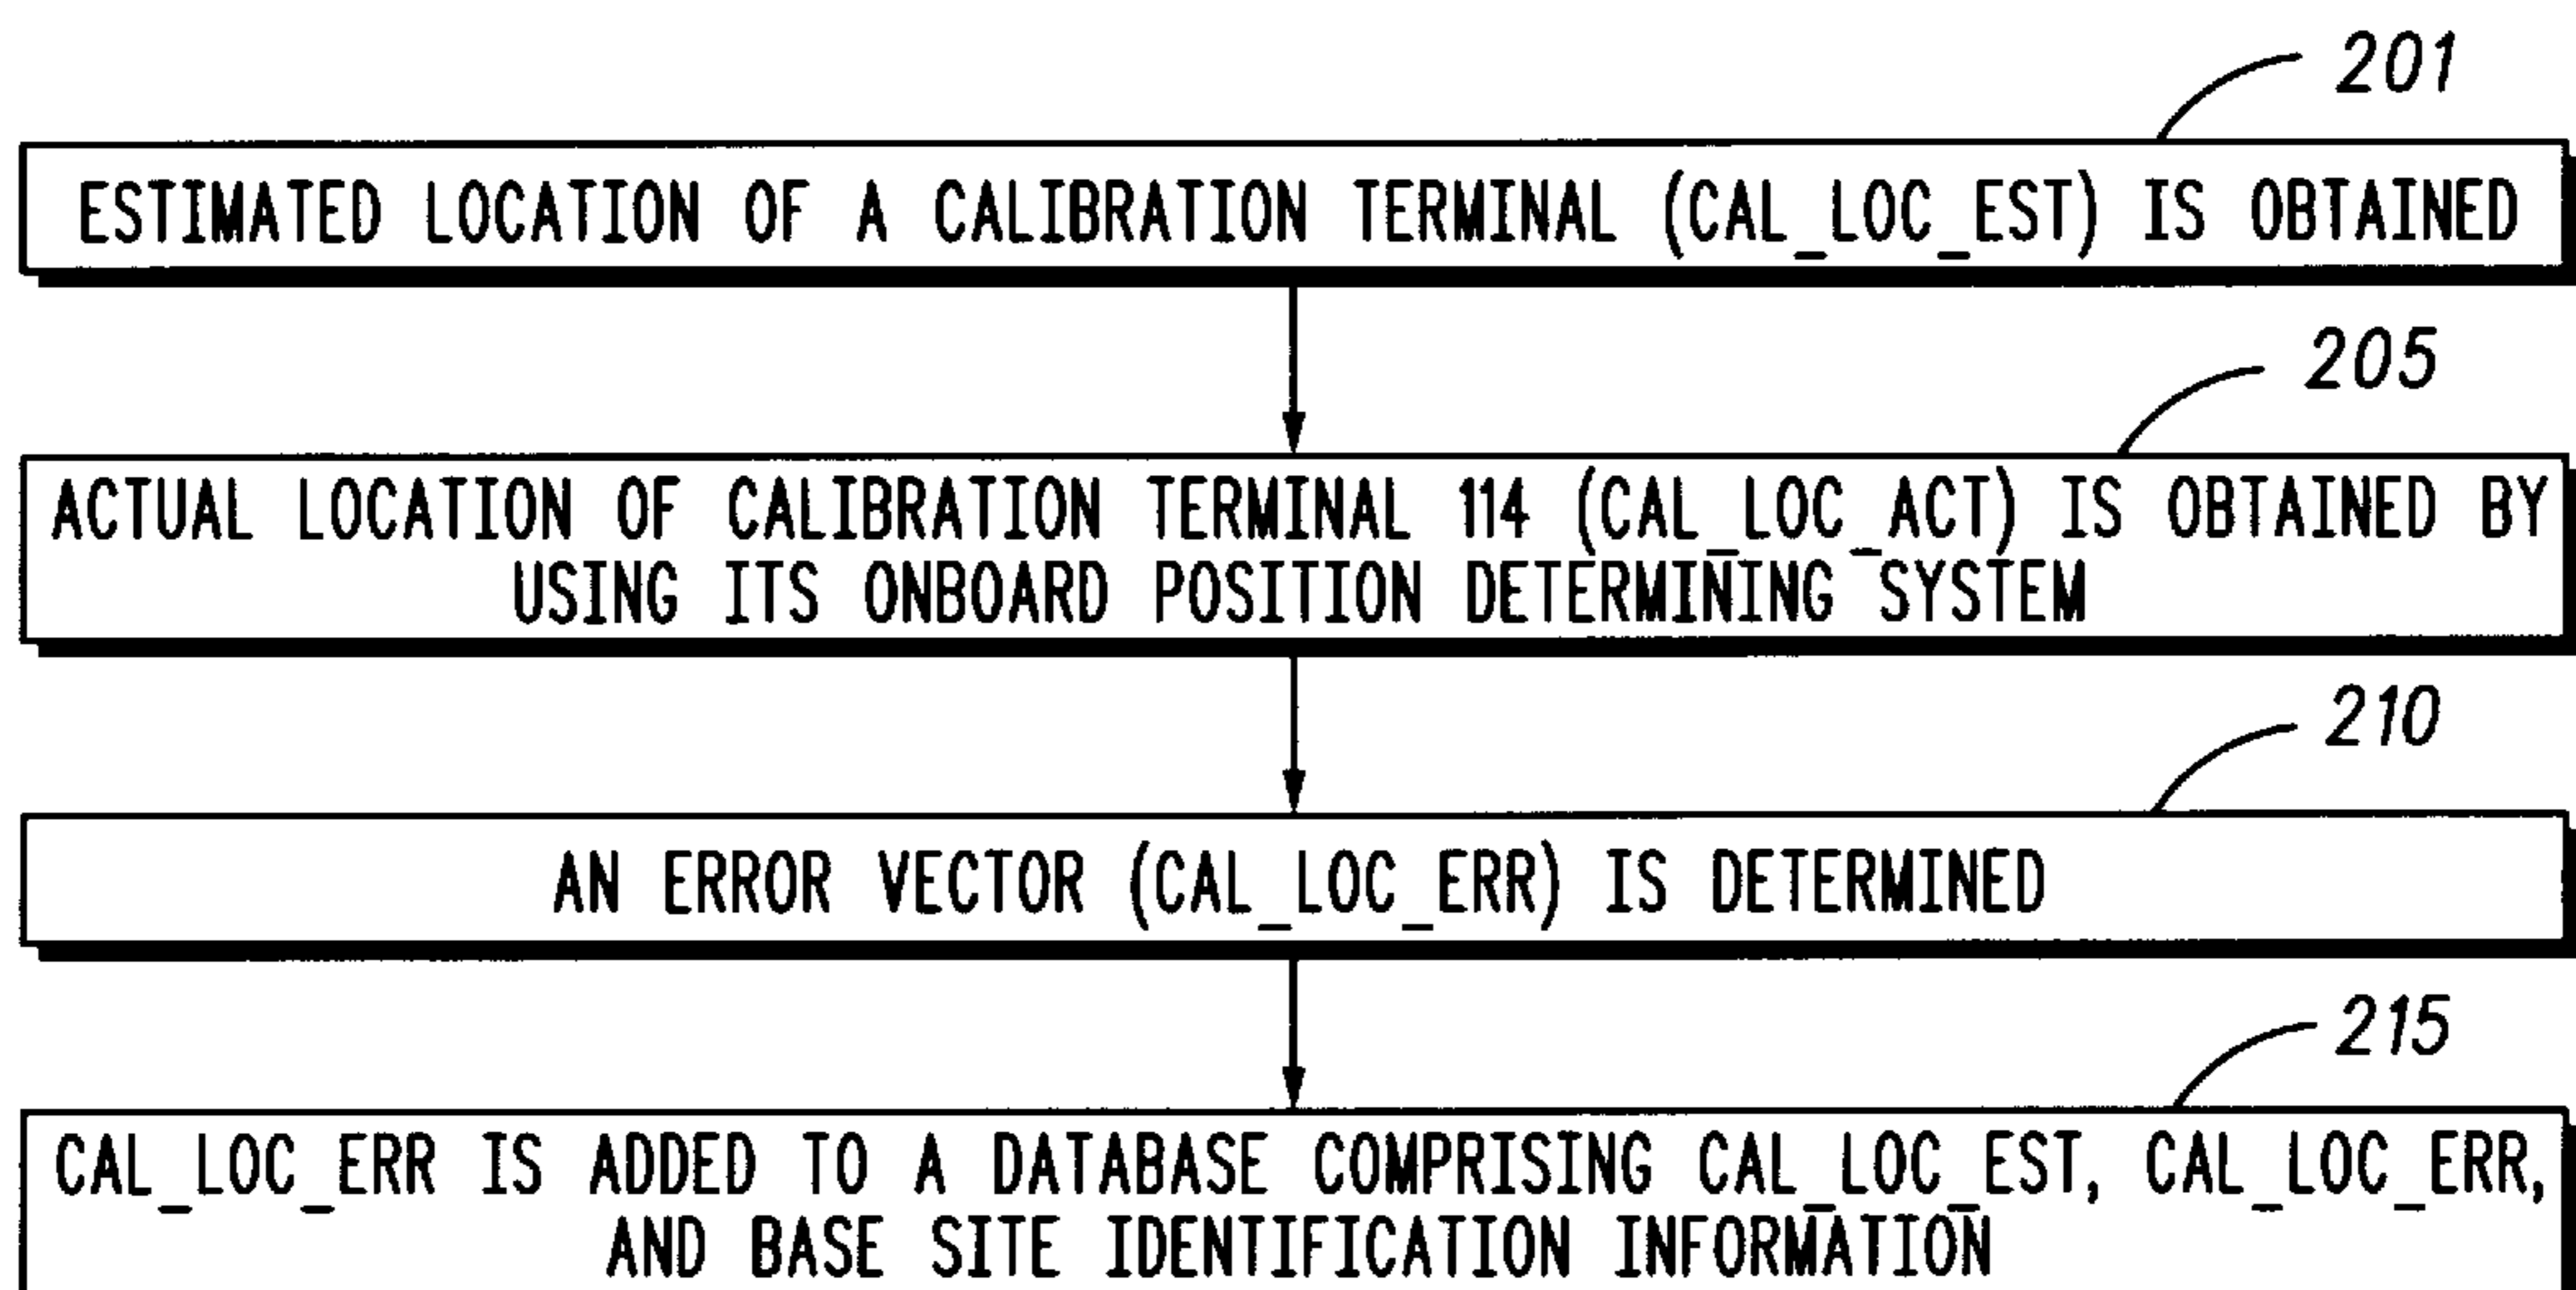 201
ESTIMATED LOCATION OF A CALIBRATION TERMINAL (CAL_LOC_EST) IS OBTAINED
205
ACTUAL LOCATION OF CALIBRATION TERMINAL 114 (CAL_LOC_ACT) IS OBTAINED BY
USING ITS ONBOARD POSITION DETERMINING SYSTEM
210
AN ERROR VECTOR (CAL_LOC_ERR) IS DETERMINED
215
CAL_LOC_ERR IS ADDED TO A DATABASE COMPRISING CAL_LOC_EST, CAL_LOC_ERR,
AND BASE SITE IDENTIFICATION INFORMATION